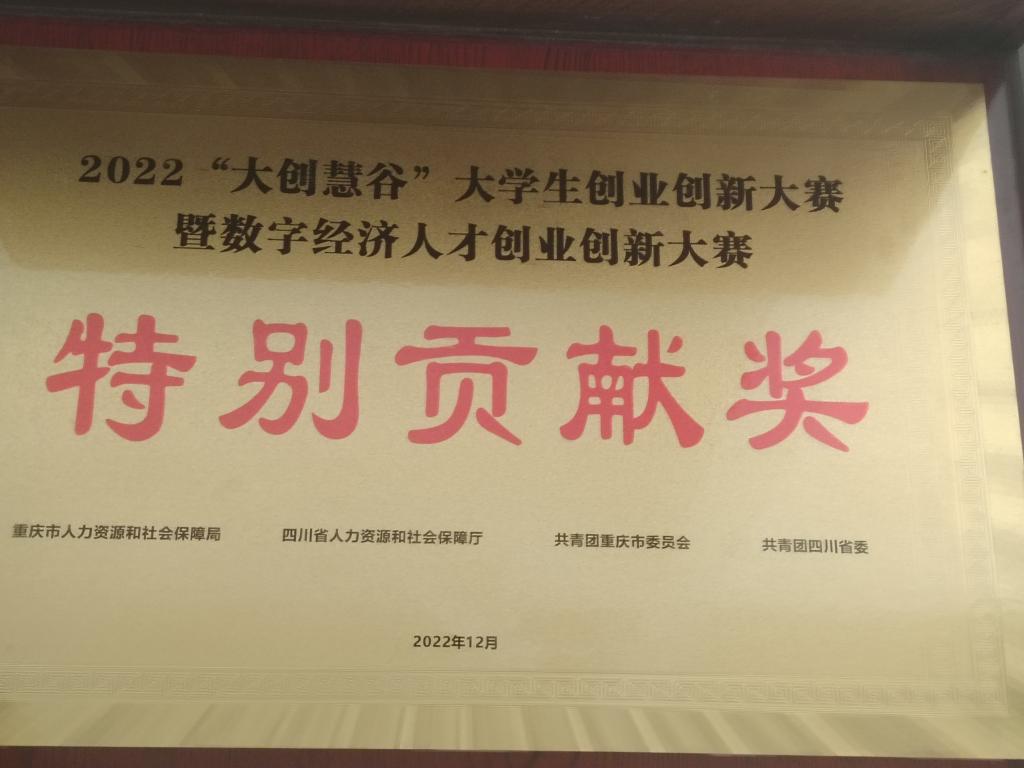 2022“大创慧谷”大学生创业创新大赛
暨数字经济人才创业创新大赛
特别贡献奖
重庆市人力资源和社会保障局 四川省人力资源和社会保障厅 共青团重庆市委员会 共青团四川省委
2022年12月